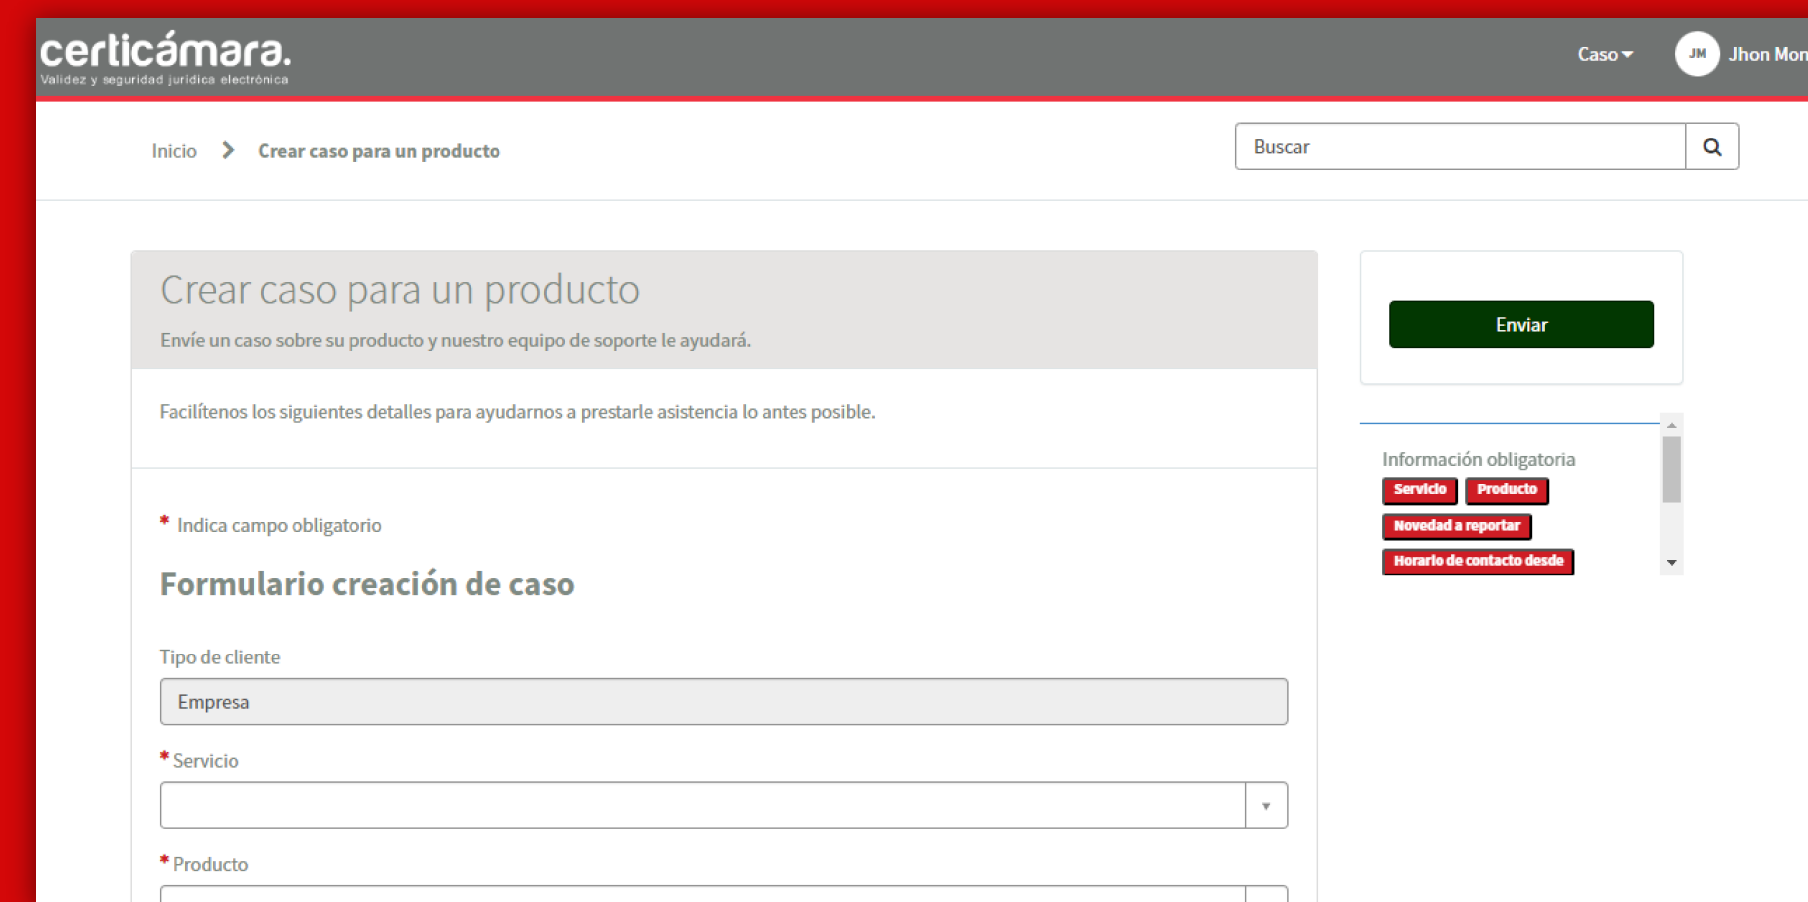 certicámara.
Validez y seguridad jurídica electrónica
Caso
JM
Jhon Mon
Inicio
Crear caso para un producto
Buscar
Crear caso para un producto
Envíe un caso sobre su producto y nuestro equipo de soporte le ayudará.
Enviar
Facilítenos los siguientes detalles para ayudarnos a prestarle asistencia lo antes posible.
Información obligatoria
Servicio Producto
Novedad a reportar
Horario de contacto desde
* Indica campo obligatorio
Formulario creación de caso
Tipo de cliente
Empresa
* Servicio
* Producto